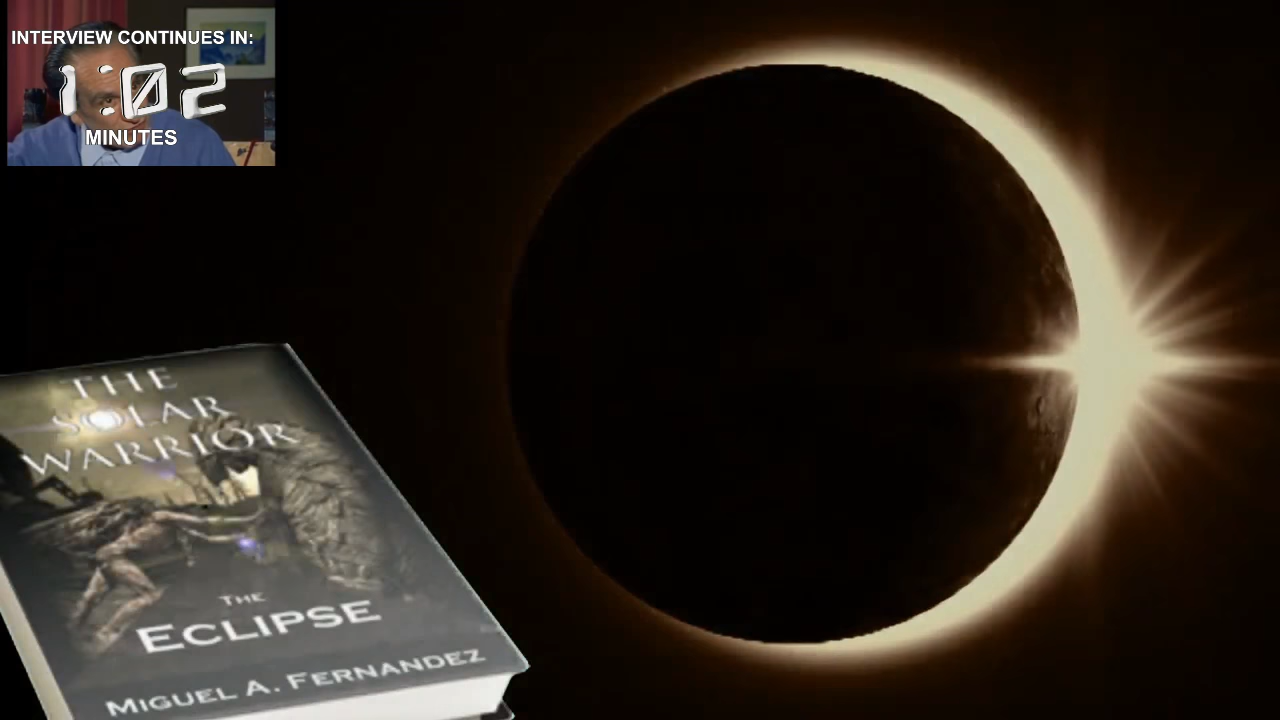 INTERVIEW CONTINUES IN:
1:02
MINUTES
THE
SOLAR
WARRIOR
THE
ECLIPSE
MIGUEL A. FERNANDEZ